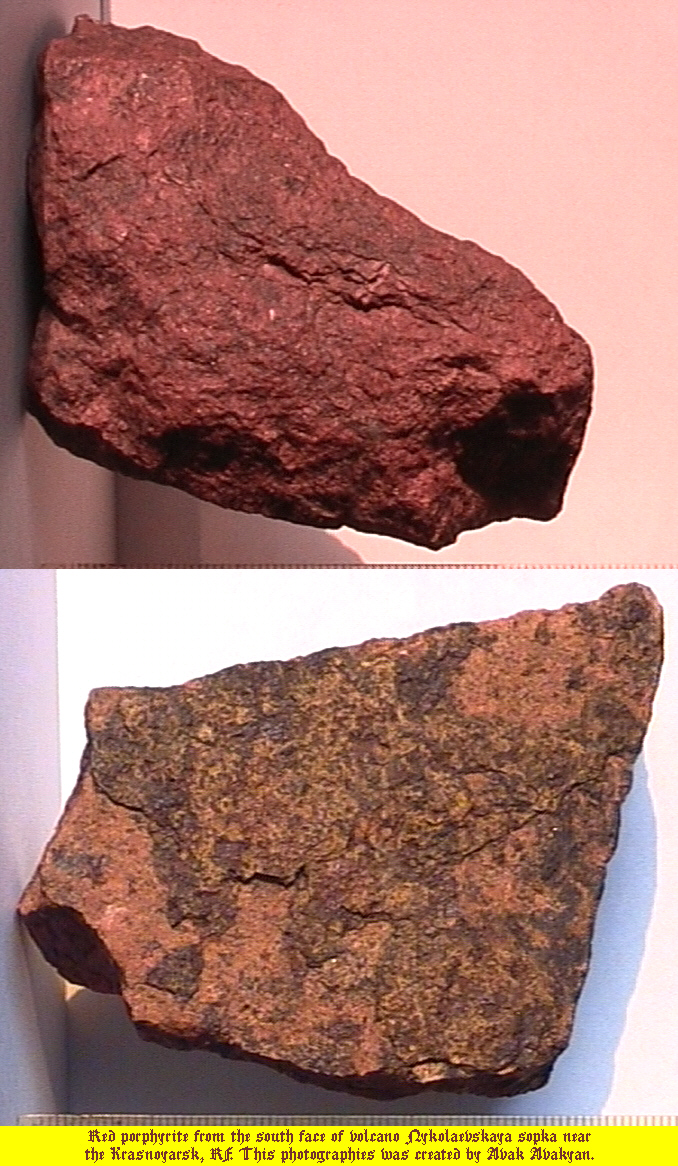 Red porphyrite from the south face of volcano Nykolaevskaya sopka near
the Krasnoyarsk, RF. This photographies was created by Avak Avakyan.